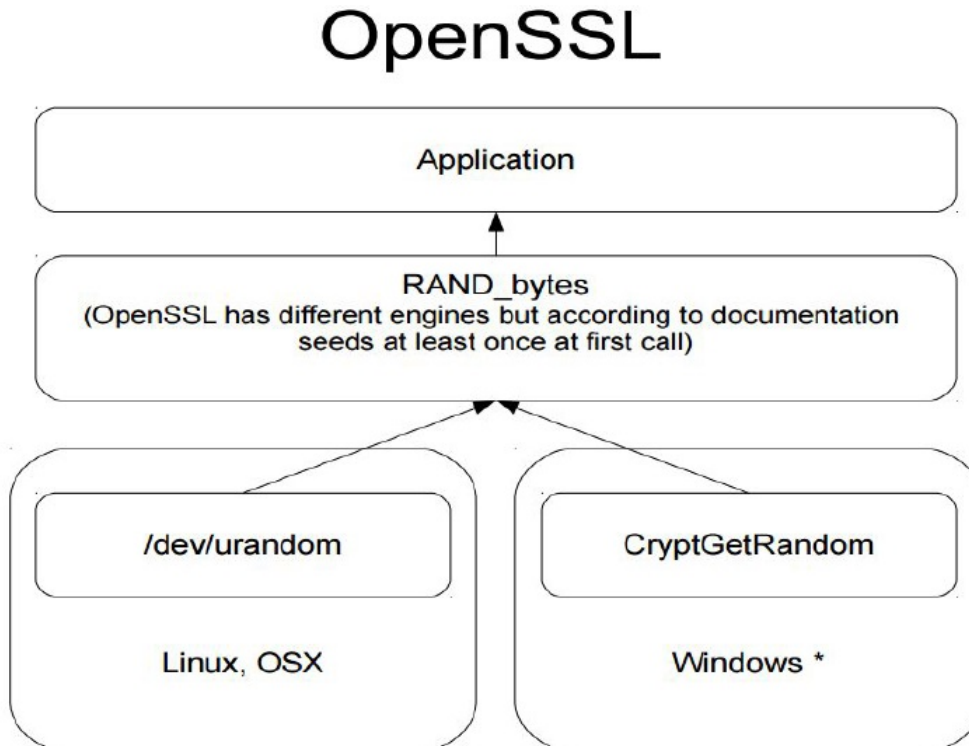 OpenSSL
Application
RAND_bytes
(OpenSSL has different engines but according to documentation
seeds at least once at first call)
/dev/urandom
CryptGetRandom
Linux, OSX
Windows *